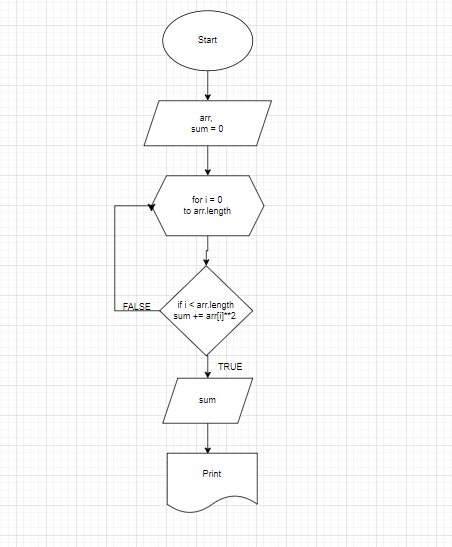 Start
arr,
sum = 0
for i = 0
to arr.length
if i < arr.length
sum += arr[i]**2
FALSE
TRUE
sum
Print